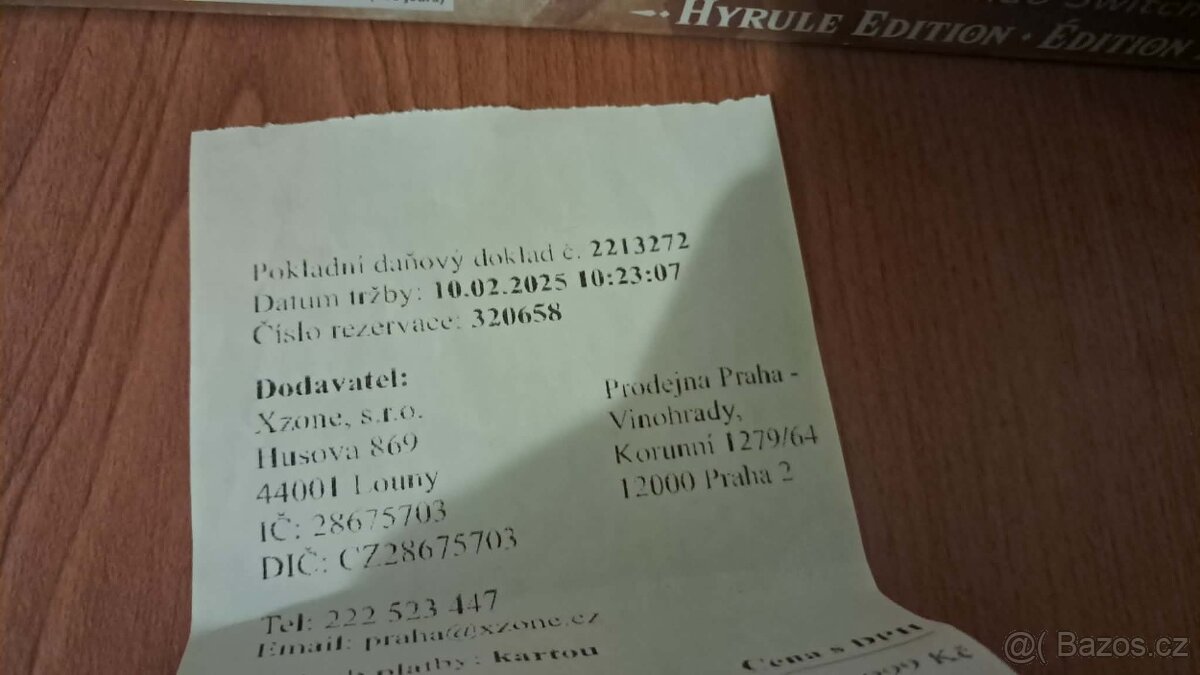 HYRULE EDITION · ÉDITION
Pokladní daňový doklad č. 2213272
Datum tržby: 10.02.2025 10:23:07
Číslo rezervace: 320658
Dodavatel:
Xzone, s.r.o.
Husova 869
44001 Louny
IČ: 28675703
DIČ: CZ28675703
Prodejna Praha -
Vinohrady,
Korunní 1279/64
12000 Praha 2
Tel: 222 523 447
Email: praha@xzone.cz
platby: kartou
Cena s DPH
Kč
@( Bazos.cz